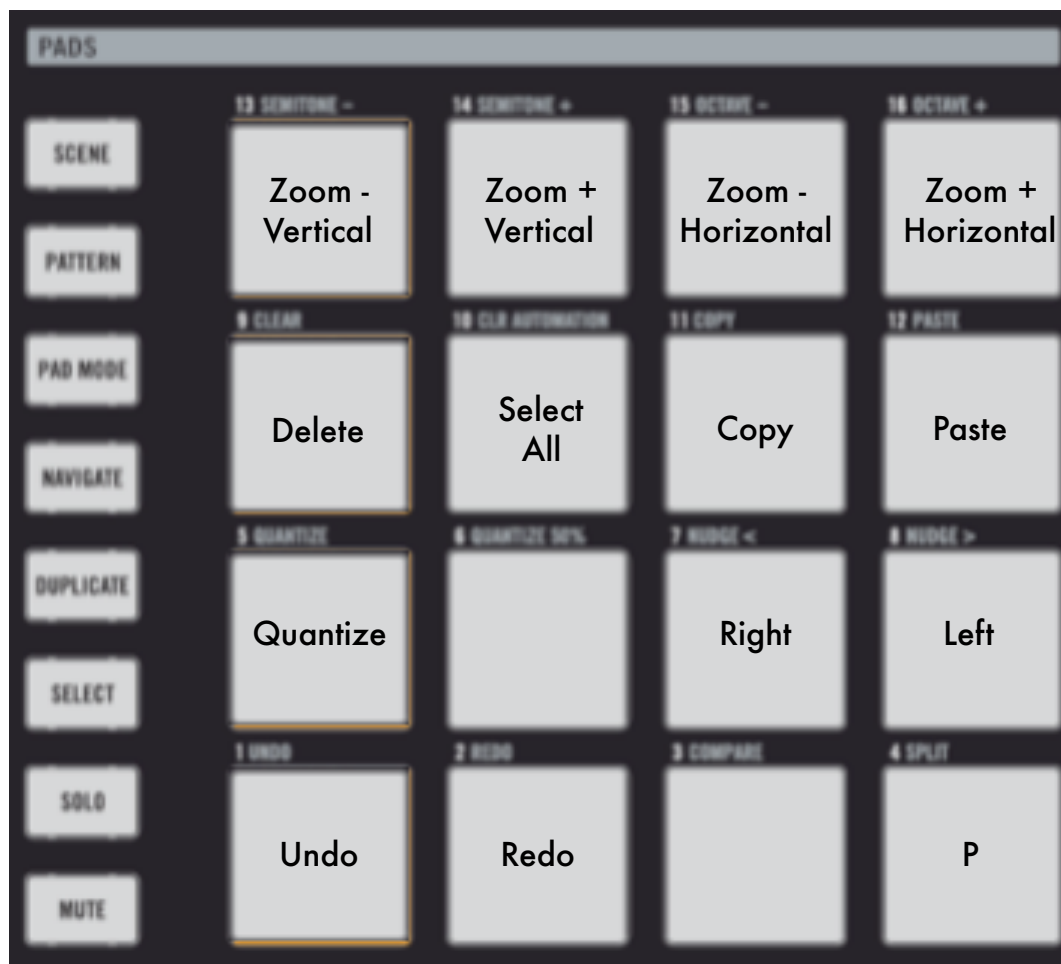 PADS
13 SEMITONE - 14 SEMITONE + 15 OCTAVE - 16 OCTAVE +
SCENE
Zoom - Zoom + Zoom - Zoom +
Vertical Vertical Horizontal Horizontal
PATTERN
9 CLEAR 10 CLR AUTOMATION 11 COPY 12 PASTE
PAD MODE
Delete Select All Copy Paste
NAVIGATE
5 QUANTIZE 6 QUANTIZE 50% 7 NUDGE < 8 NUDGE >
DUPLICATE
Quantize Right Left
SELECT
1 UNDO 2 REDO 3 COMPARE 4 SPLIT
SOLO
Undo Redo P
MUTE